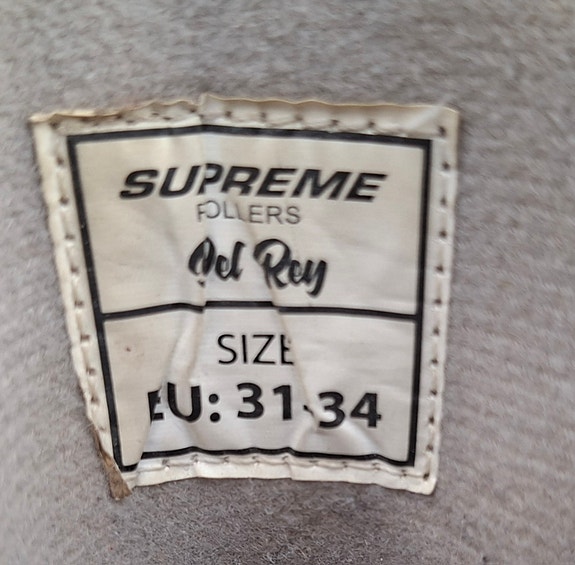 SUPREME
ROLLERS
Del Rey
SIZE
EU: 31-34